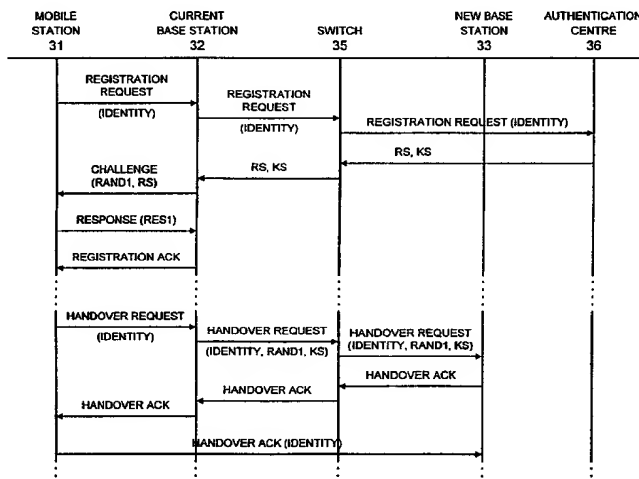 MOBILE STATION 31
CURRENT BASE STATION 32
SWITCH 35
NEW BASE STATION 33
AUTHENTICATION CENTRE 36
REGISTRATION REQUEST
(IDENTITY)
REGISTRATION REQUEST
(IDENTITY)
REGISTRATION REQUEST (IDENTITY)
RS, KS
RS, KS
CHALLENGE
(RAND1, RS)
RESPONSE (RES1)
REGISTRATION ACK
HANDOVER REQUEST
(IDENTITY)
HANDOVER REQUEST
(IDENTITY, RAND1, KS)
HANDOVER REQUEST
(IDENTITY, RAND1, KS)
HANDOVER ACK
HANDOVER ACK
HANDOVER ACK
HANDOVER ACK (IDENTITY)